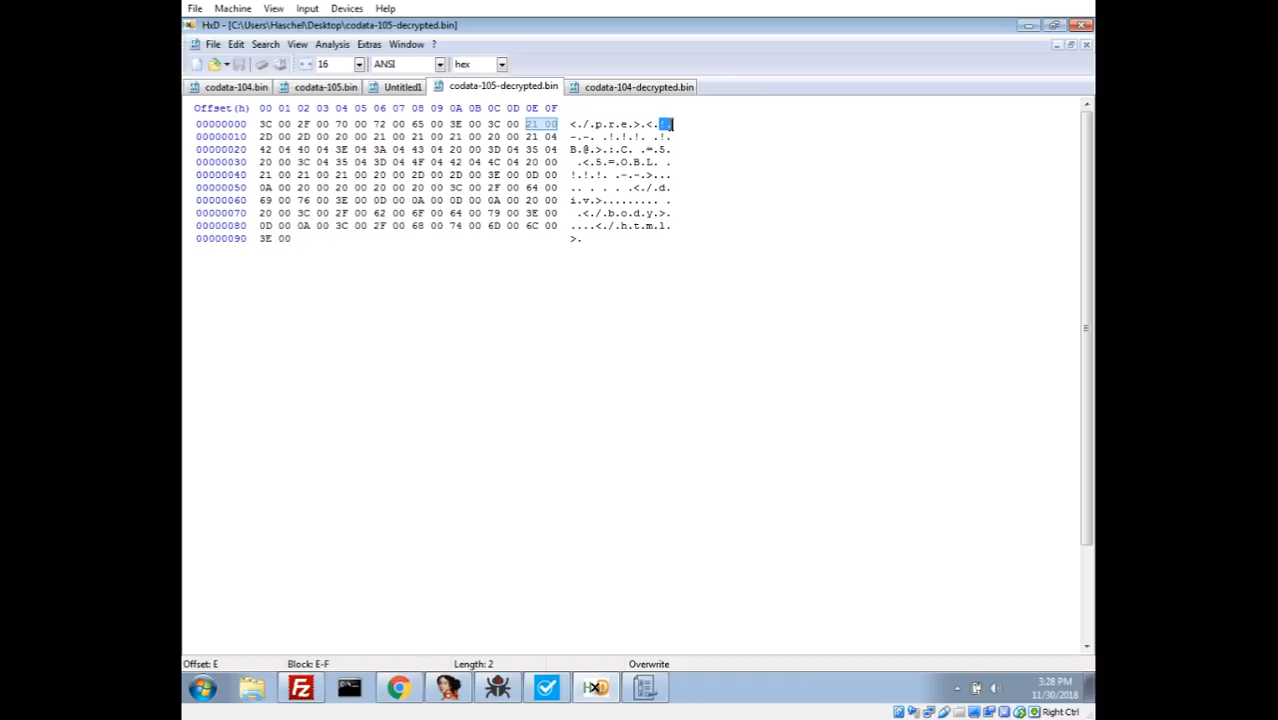 File Machine View Input Devices Help
HxD - [C:\Users\Haschel\Desktop\codata-105-decrypted.bin]
File Edit Search View Analysis Extras Window ?
16 ANSI hex
codata-104.bin codata-105.bin Untitled1 codata-105-decrypted.bin codata-104-decrypted.bin
Offset(h) 00 01 02 03 04 05 06 07 08 09 0A 0B 0C 0D 0E 0F
00000000 3C 00 2F 00 70 00 72 00 65 00 3E 00 3C 00 21 00 <./.p.r.e.>.<.!.
00000010 2D 00 2D 00 20 00 21 00 21 00 21 00 20 00 21 04 -.-. .!.!.!. .!.
00000020 42 04 40 04 3E 04 3A 04 43 04 20 00 3D 04 35 04 B.@.>.:.C. .=.5.
00000030 20 00 3C 04 35 04 3D 04 4F 04 42 04 4C 04 20 00 .<.5.=.O.B.L. .
00000040 21 00 21 00 21 00 20 00 2D 00 2D 00 3E 00 0D 00 !.!.!. .-.-.>...
00000050 0A 00 20 00 20 00 20 00 20 00 3C 00 2F 00 64 00 .. . . . .<./.d.
00000060 69 00 76 00 3E 00 0D 00 0A 00 0D 00 0A 00 20 00 i.v.>......... .
00000070 20 00 3C 00 2F 00 62 00 6F 00 64 00 79 00 3E 00 .<./.b.o.d.y.>.
00000080 0D 00 0A 00 3C 00 2F 00 68 00 74 00 6D 00 6C 00 ....<./.h.t.m.l.
00000090 3E 00 >.
Offset: E Block: E-F Length: 2 Overwrite
3:28 PM
11/30/2018
Right Ctrl